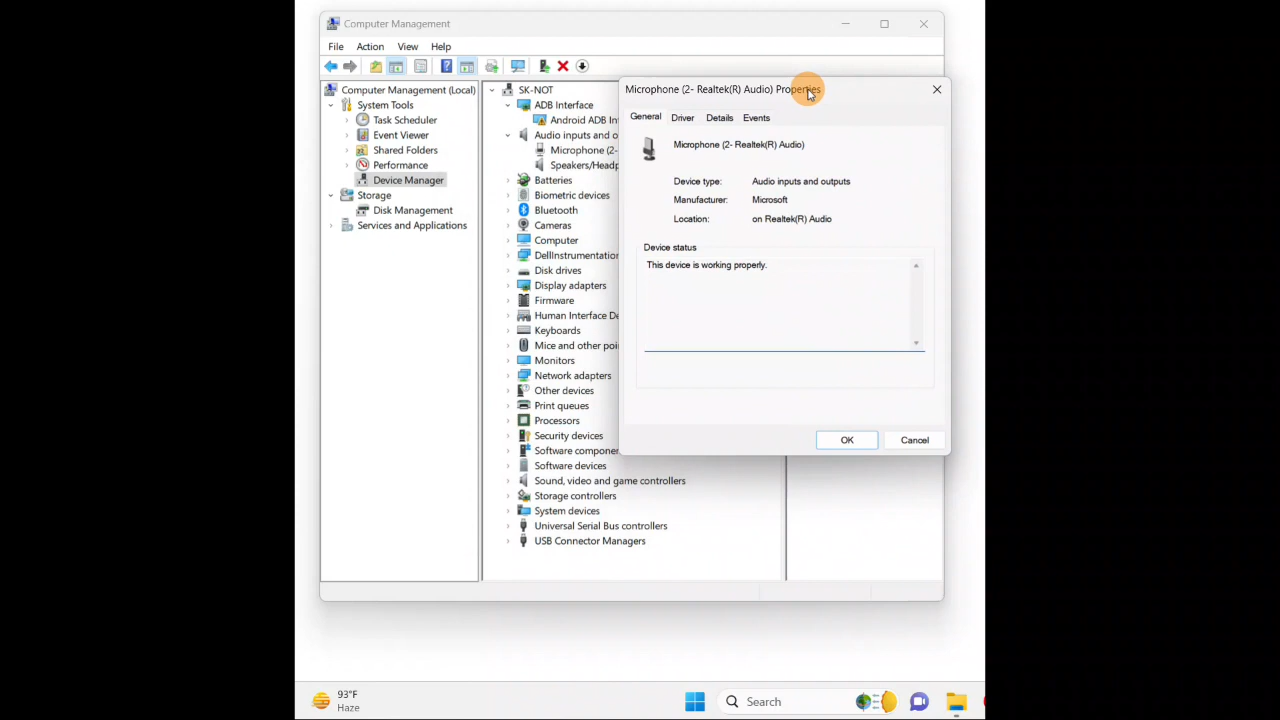 Computer Management
File Action View Help
Computer Management (Local)
System Tools
Task Scheduler
Event Viewer
Shared Folders
Performance
Device Manager
Storage
Disk Management
Services and Applications
SK-NOT
ADB Interface
Android ADB In
Audio inputs and o
Microphone (2-
Speakers/Headp
Batteries
Biometric devices
Bluetooth
Cameras
Computer
DellInstrumentation
Disk drives
Display adapters
Firmware
Human Interface De
Keyboards
Mice and other poi
Monitors
Network adapters
Other devices
Print queues
Processors
Security devices
Software componen
Software devices
Sound, video and game controllers
Storage controllers
System devices
Universal Serial Bus controllers
USB Connector Managers
Microphone (2- Realtek(R) Audio) Properties
General Driver Details Events
Microphone (2- Realtek(R) Audio)
Device type: Audio inputs and outputs
Manufacturer: Microsoft
Location: on Realtek(R) Audio
Device status
This device is working properly.
OK Cancel
93°F
Haze
Search